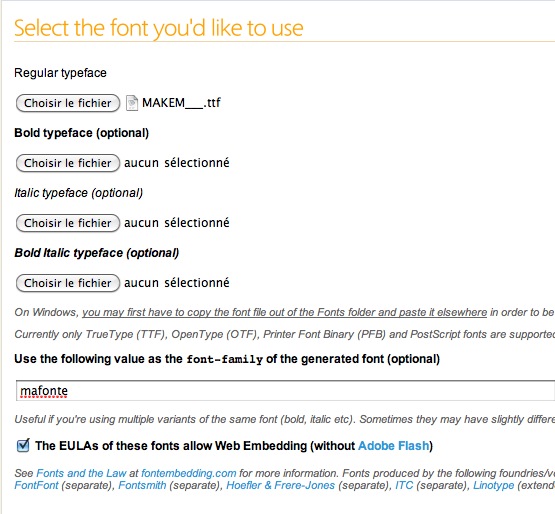 Select the font you'd like to use
Regular typeface
Choisir le fichier MAKEM___.ttf
Bold typeface (optional)
Choisir le fichier aucun sélectionné
Italic typeface (optional)
Choisir le fichier aucun sélectionné
Bold Italic typeface (optional)
Choisir le fichier aucun sélectionné
On Windows, you may first have to copy the font file out of the Fonts folder and paste it elsewhere in order to be
Currently only TrueType (TTF), OpenType (OTF), Printer Font Binary (PFB) and PostScript fonts are supported
Use the following value as the font-family of the generated font (optional)
mafonte
Useful if you're using multiple variants of the same font (bold, italic etc). Sometimes they may have slightly differe
The EULAs of these fonts allow Web Embedding (without Adobe Flash)
See Fonts and the Law at fontembedding.com for more information. Fonts produced by the following foundries/ve
FontFont (separate), Fontsmith (separate), Hoefler & Frere-Jones (separate), ITC (separate), Linotype (extend